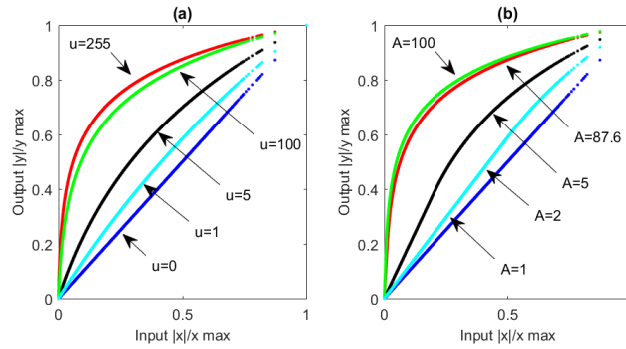 (a)
1
0.8
0.6
0.4
0.2
0
0
0.5
1
Output |y|/y max
Input |x|/x max
u=255
u=100
u=5
u=1
u=0
(b)
1
0.8
0.6
0.4
0.2
0
0
0.5
1
Output |y|/y max
Input |x|/x max
A=100
A=87.6
A=5
A=2
A=1